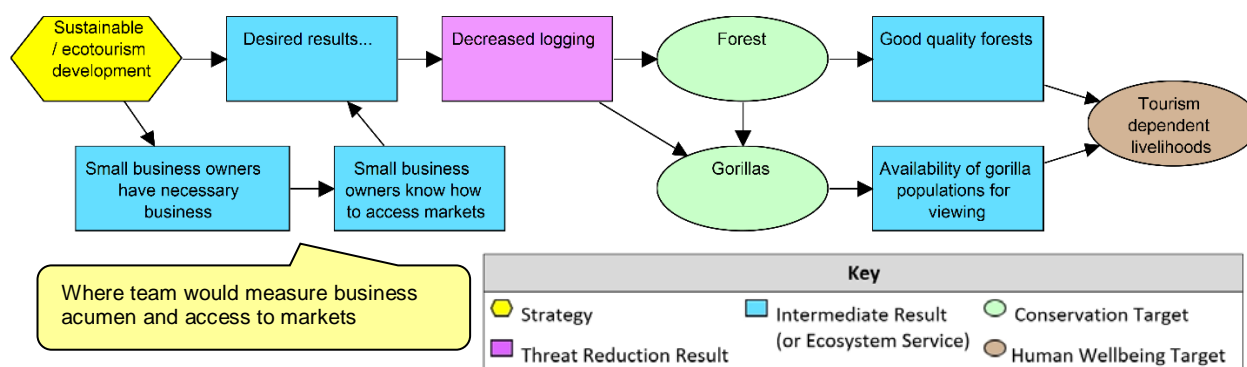 Sustainable
/ ecotourism
development
Desired results...
Decreased logging
Forest
Good quality forests
Tourism
dependent
livelihoods
Small business owners
have necessary
business
Small business
owners know how
to access markets
Gorillas
Availability of gorilla
populations for
viewing
Where team would measure business
acumen and access to markets
Key
Strategy
Intermediate Result
(or Ecosystem Service)
Conservation Target
Threat Reduction Result
Human Wellbeing Target